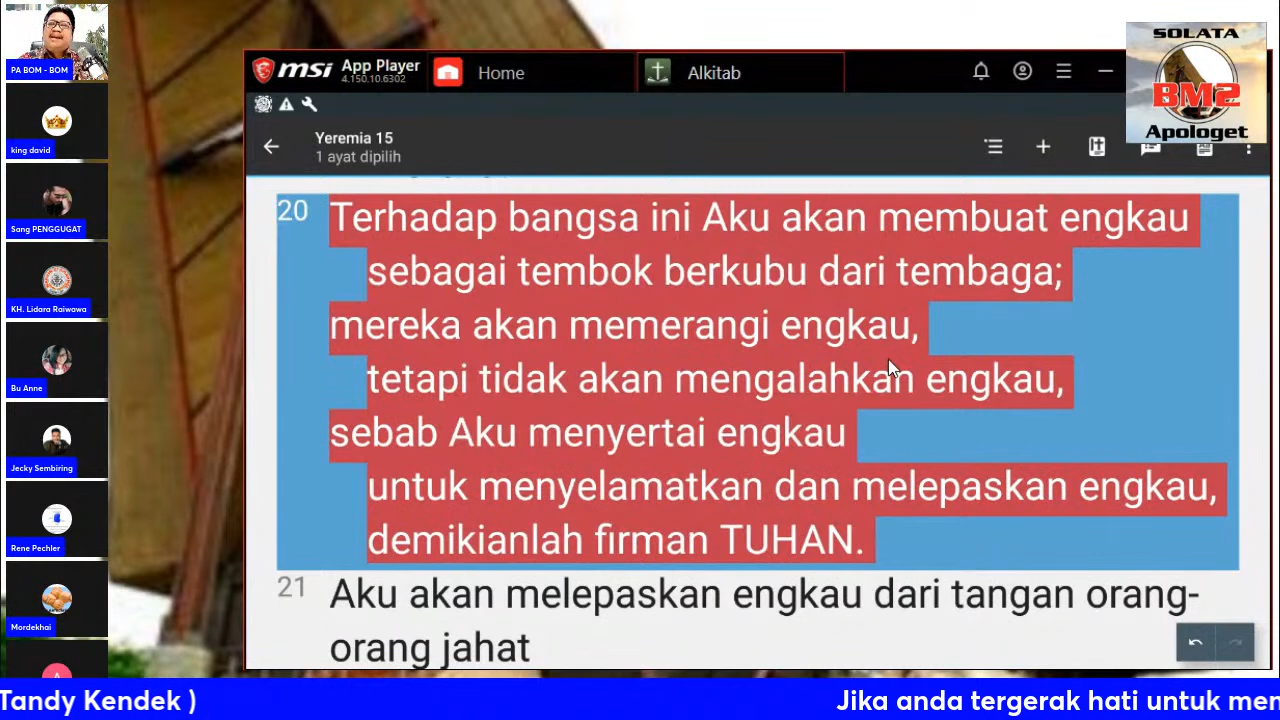 PA BOM - BOM
king david
Sang PENGGUGAT
KH. Lidara Raiwawa
Bu Anne
Jecky Sembiring
Rene Pechler
Mordekhai
msi App Player
4.150.10.6302
Home
Alkitab
SOLATA
BM2
Apologet
Yeremia 15
1 ayat dipilih
20 Terhadap bangsa ini Aku akan membuat engkau
sebagai tembok berkubu dari tembaga;
mereka akan memerangi engkau,
tetapi tidak akan mengalahkan engkau,
sebab Aku menyertai engkau
untuk menyelamatkan dan melepaskan engkau,
demikianlah firman TUHAN.
21 Aku akan melepaskan engkau dari tangan orang-
orang jahat
Tandy Kendek ) Jika anda tergerak hati untuk men